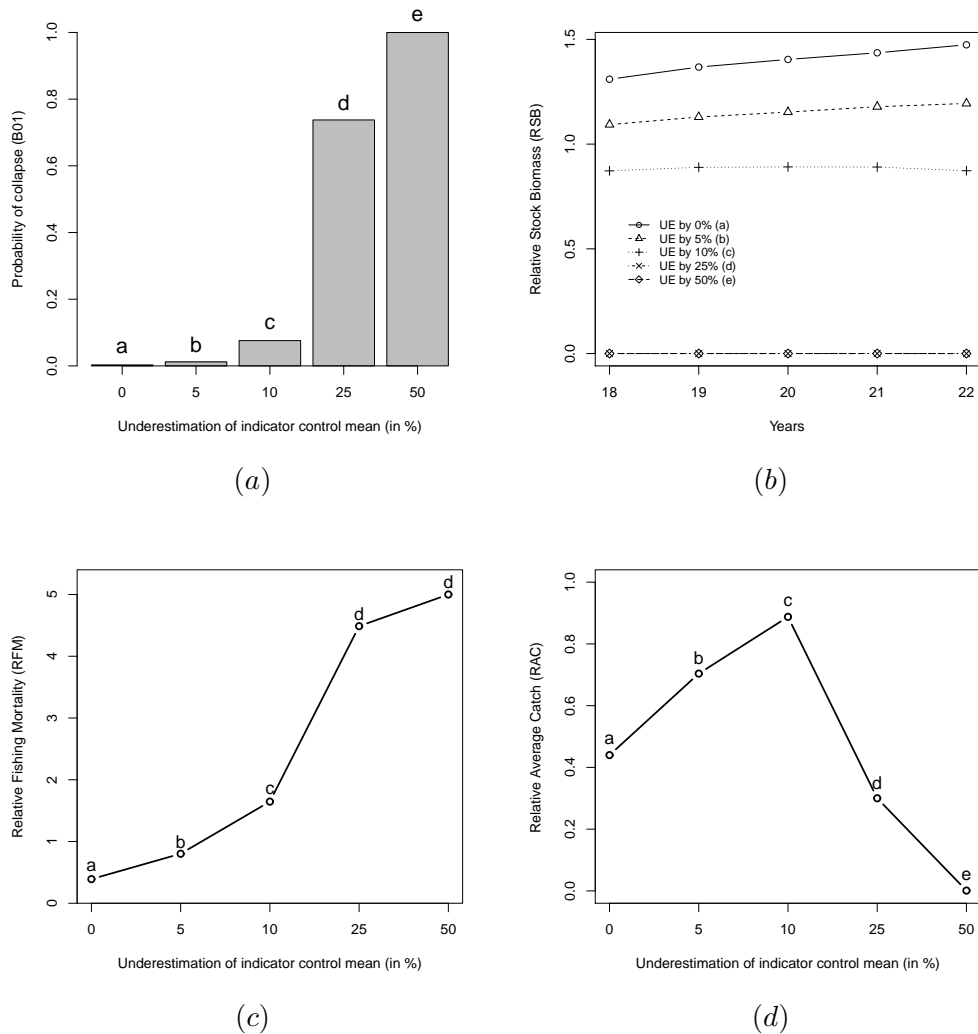 Probability of collapse (B01)
1.0
0.8
0.6
0.4
0.2
0.0
a
b
c
d
e
0 5 10 25 50
Underestimation of indicator control mean (in %)
(a)
Relative Stock Biomass (RSB)
1.5
1.0
0.5
0.0
UE by 0% (a)
UE by 5% (b)
UE by 10% (c)
UE by 25% (d)
UE by 50% (e)
18 19 20 21 22
Years
(b)
Relative Fishing Mortality (RFM)
5
4
3
2
1
0
a
b
c
d
d
0 5 10 25 50
Underestimation of indicator control mean (in %)
(c)
Relative Average Catch (RAC)
1.0
0.8
0.6
0.4
0.2
0.0
a
b
c
d
e
0 5 10 25 50
Underestimation of indicator control mean (in %)
(d)